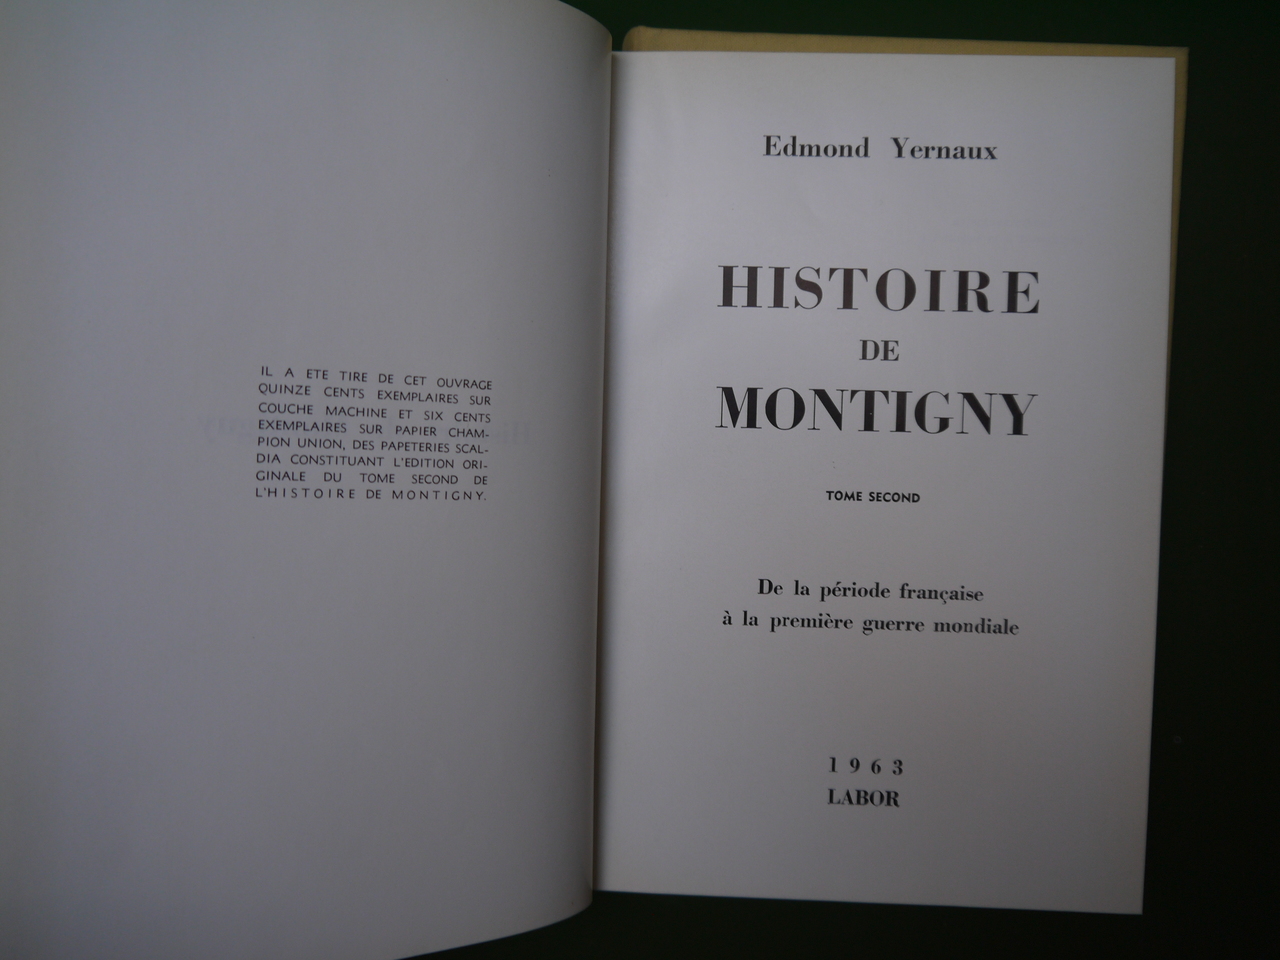 IL A ETE TIRE DE CET OUVRAGE
QUINZE CENTS EXEMPLAIRES SUR
COUCHE MACHINE ET SIX CENTS
EXEMPLAIRES SUR PAPIER CHAM-
PION UNION, DES PAPETERIES SCAL-
DIA CONSTITUANT L'EDITION ORI-
GINALE DU TOME SECOND DE
L'HISTOIRE DE MONTIGNY.
Edmond Yernaux
HISTOIRE
DE
MONTIGNY
TOME SECOND
De la période française
à la première guerre mondiale
1963
LABOR